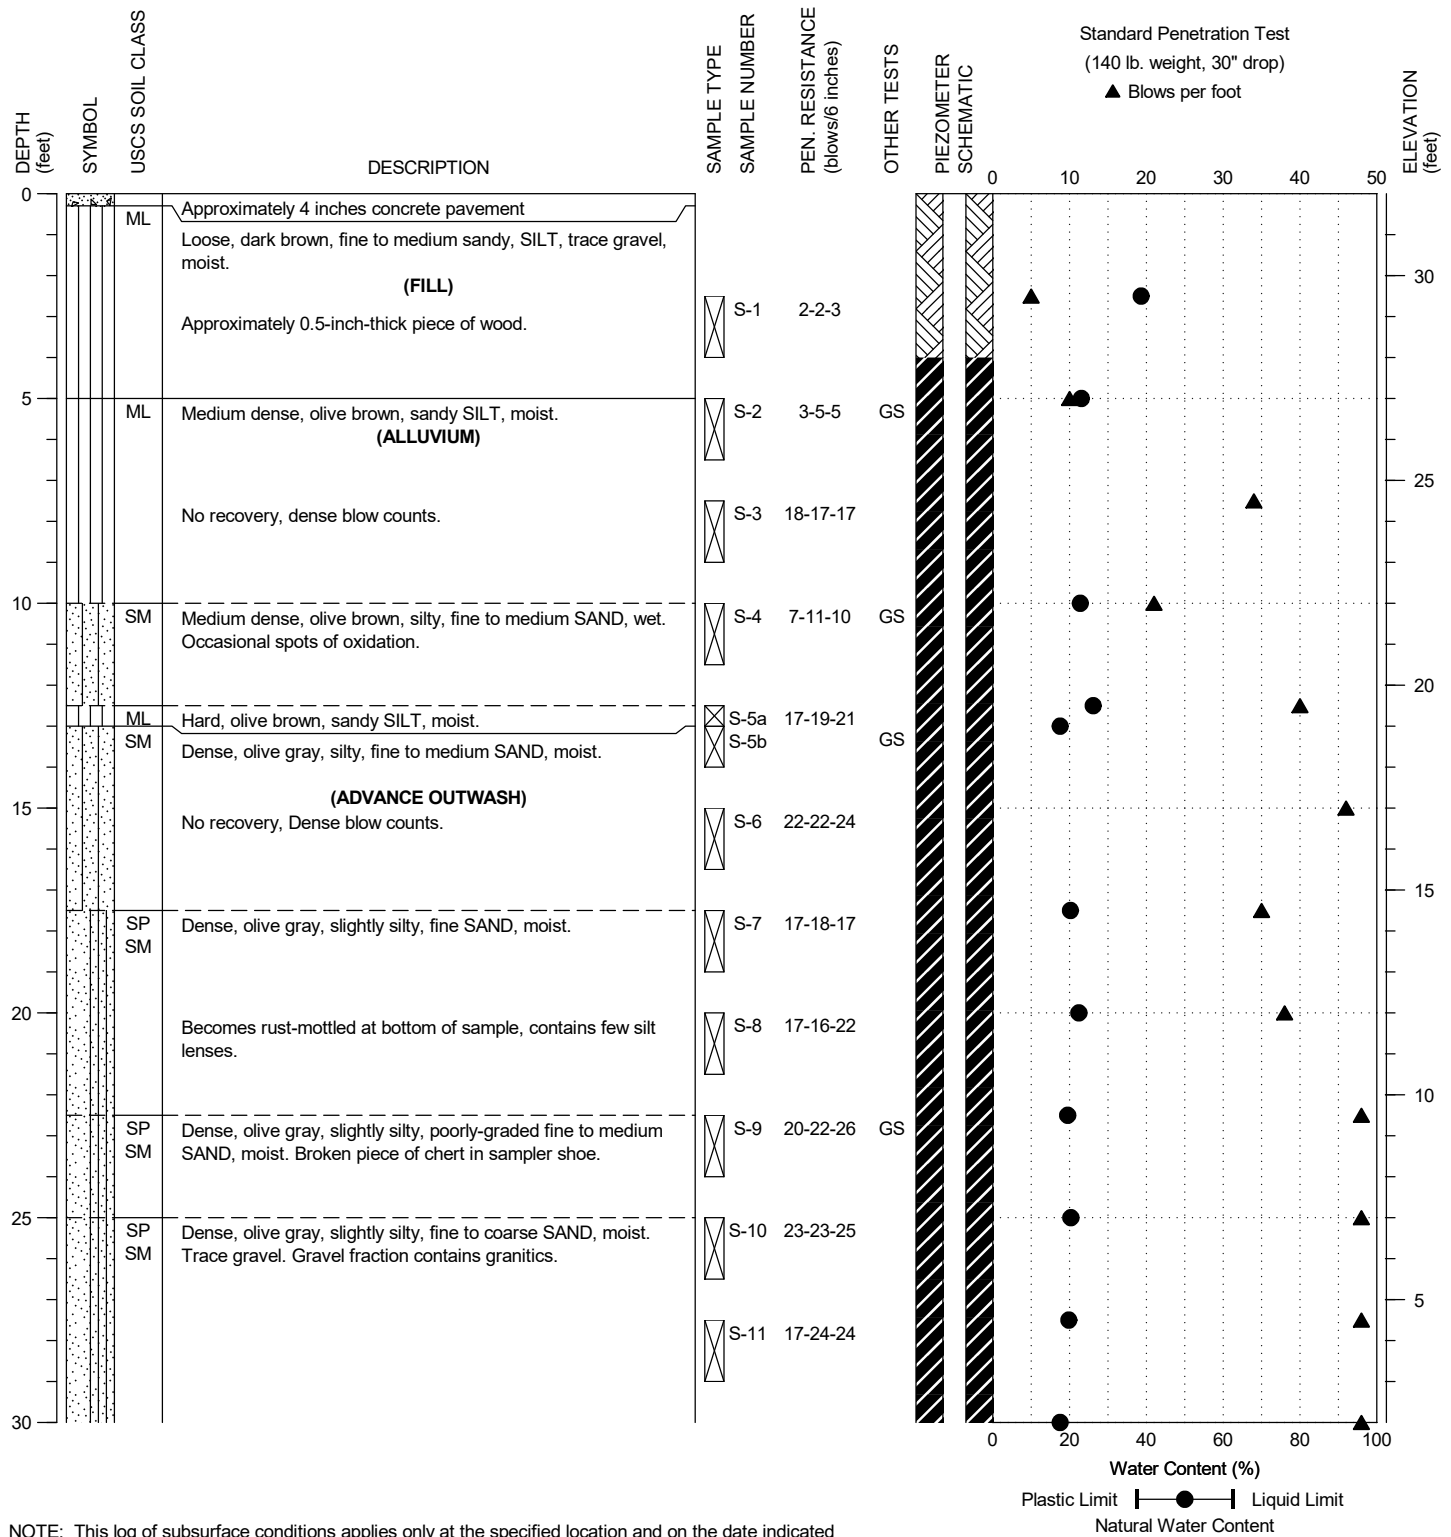 DEPTH
(feet)
SYMBOL
USCS SOIL CLASS
DESCRIPTION
SAMPLE TYPE
SAMPLE NUMBER
PEN. RESISTANCE
(blows/6 inches)
OTHER TESTS
PIEZOMETER
SCHEMATIC
Standard Penetration Test
(140 lb. weight, 30" drop)
▲ Blows per foot
ELEVATION
(feet)
0 10 20 30 40 50
0
ML
Approximately 4 inches concrete pavement
Loose, dark brown, fine to medium sandy, SILT, trace gravel,
moist.
(FILL)
30
Approximately 0.5-inch-thick piece of wood.
S-1 2-2-3
5
ML Medium dense, olive brown, sandy SILT, moist. S-2 3-5-5 GS
(ALLUVIUM)
25
No recovery, dense blow counts. S-3 18-17-17
10
SM Medium dense, olive brown, silty, fine to medium SAND, wet. S-4 7-11-10 GS
Occasional spots of oxidation.
20
ML Hard, olive brown, sandy SILT, moist. S-5a 17-19-21
SM S-5b GS
Dense, olive gray, silty, fine to medium SAND, moist.
(ADVANCE OUTWASH)
15
No recovery, Dense blow counts. S-6 22-22-24
15
SP Dense, olive gray, slightly silty, fine SAND, moist. S-7 17-18-17
SM
20
Becomes rust-mottled at bottom of sample, contains few silt S-8 17-16-22
lenses.
10
SP Dense, olive gray, slightly silty, poorly-graded fine to medium S-9 20-22-26 GS
SM SAND, moist. Broken piece of chert in sampler shoe.
25
SP Dense, olive gray, slightly silty, fine to coarse SAND, moist. S-10 23-23-25
SM Trace gravel. Gravel fraction contains granitics.
5
S-11 17-24-24
30
0 20 40 60 80 100
Water Content (%)
Plastic Limit Liquid Limit
Natural Water Content
NOTE: This log of subsurface conditions applies only at the specified location and on the date indicated